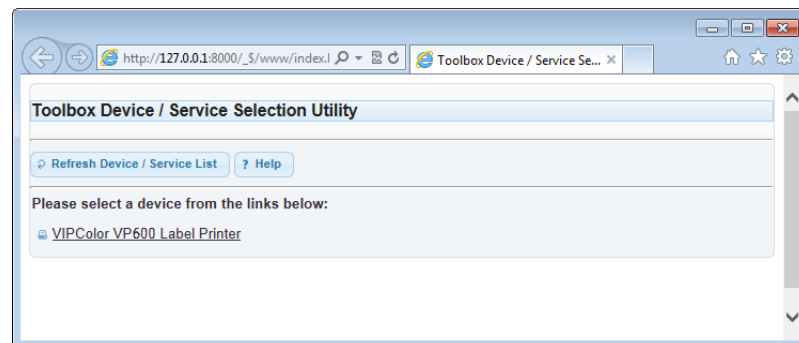 http://127.0.0.1:8000/_$/www/index.l
Toolbox Device / Service Se...
Toolbox Device / Service Selection Utility
Refresh Device / Service List
? Help
Please select a device from the links below:
VIPColor VP600 Label Printer